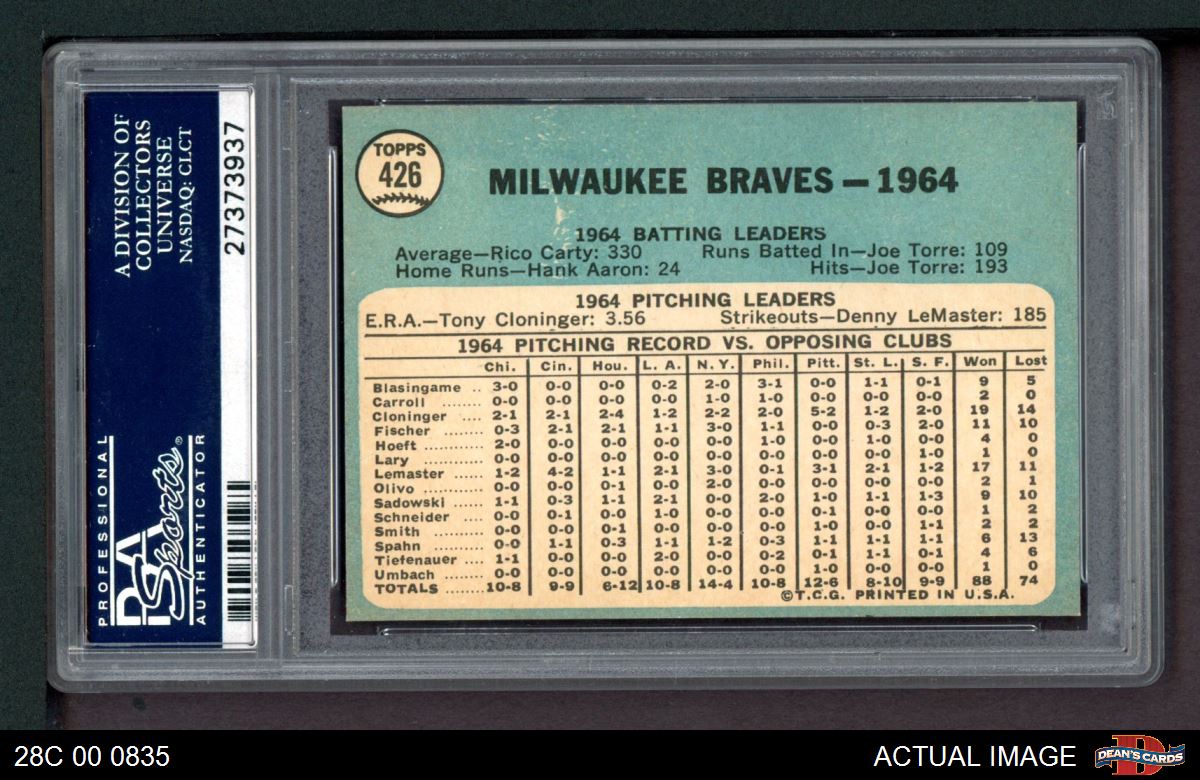 A DIVISION OF
COLLECTORS
UNIVERSE
NASDAQ: CLCT
27373937
PROFESSIONAL
PSA
Sports®
AUTHENTICATOR
TOPPS
426
MILWAUKEE BRAVES — 1964
1964 BATTING LEADERS
Average—Rico Carty: 330 Runs Batted In—Joe Torre: 109
Home Runs—Hank Aaron: 24 Hits—Joe Torre: 193
1964 PITCHING LEADERS
E.R.A.—Tony Cloninger: 3.56 Strikeouts—Denny LeMaster: 185
1964 PITCHING RECORD VS. OPPOSING CLUBS
Chi. Cin. Hou. L. A. N. Y. Phil. Pitt. St. L. S. F. Won Lost
Blasingame .. 3-0 0-0 0-0 0-2 2-0 3-1 0-0 1-1 0-1 9 5
Carroll ........ 0-0 0-0 0-0 0-0 1-0 1-0 0-0 0-0 0-0 2 0
Cloninger .... 2-1 2-1 2-4 1-2 2-2 2-0 5-2 1-2 2-0 19 14
Fischer ........ 0-3 2-1 2-1 1-1 3-0 1-1 0-0 0-3 2-0 11 10
Hoeft .......... 2-0 0-0 0-0 0-0 0-0 1-0 0-0 1-0 0-0 4 0
Lary ............ 0-0 0-0 0-0 0-0 0-0 0-0 0-0 0-0 1-0 1 0
Lemaster ..... 1-2 4-2 1-1 2-1 3-0 0-1 3-1 2-1 1-2 17 11
Olivo .......... 0-0 0-0 0-1 0-0 0-0 0-0 1-0 1-0 0-0 2 1
Sadowski ..... 1-1 0-3 1-1 2-1 0-0 2-0 1-0 1-1 1-3 9 10
Schneider .... 0-0 0-1 0-0 1-0 0-0 0-1 0-0 0-0 0-0 1 2
Smith .......... 0-0 0-0 0-1 0-0 0-0 0-0 1-0 0-0 1-1 2 2
Spahn ......... 0-0 1-1 0-3 1-1 1-2 0-3 1-1 1-1 1-1 6 13
Tiefenauer .... 1-1 0-0 0-0 2-0 0-0 0-2 0-1 1-1 0-1 4 6
Umbach ....... 0-0 0-0 0-0 0-0 1-0 0-0 0-0 0-0 0-0 1 0
TOTALS ....... 10-8 9-9 6-12 10-8 14-4 10-8 12-6 8-10 9-9 88 74
©T.C.G. PRINTED IN U.S.A.
28C 00 0835
ACTUAL IMAGE
DEAN'S CARDS